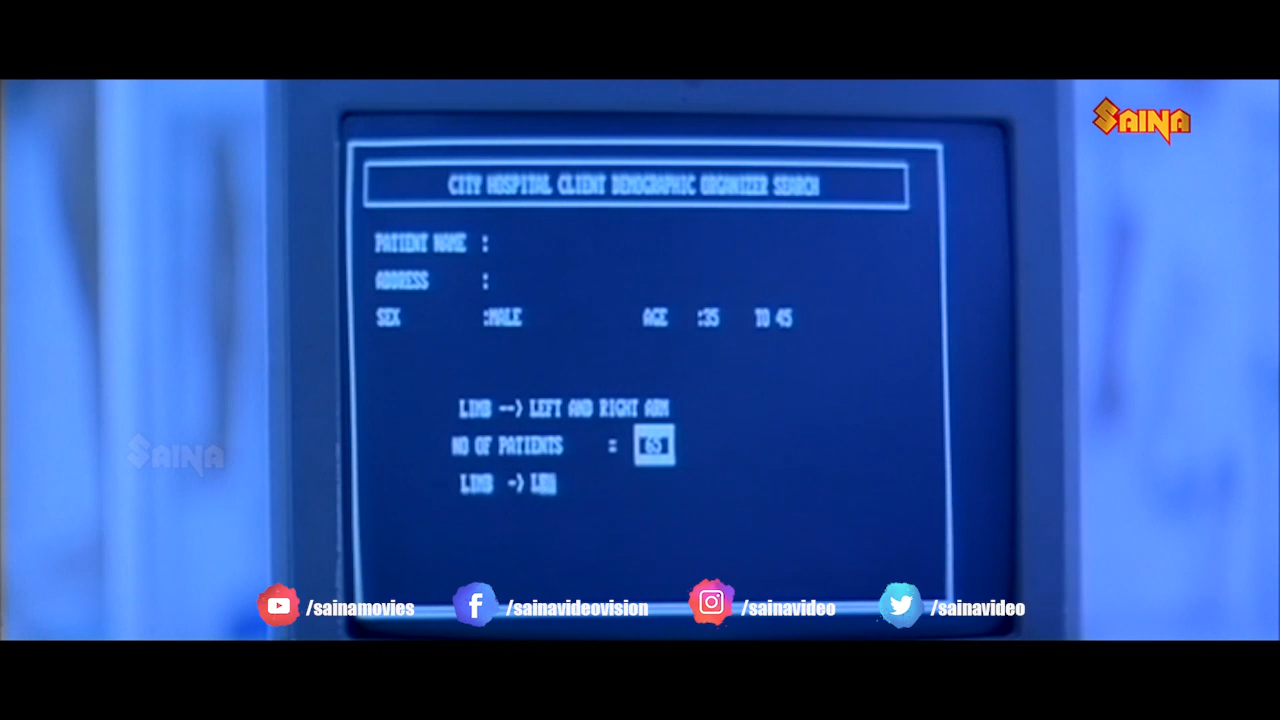 SAINA
CITY HOSPITAL CLIENT DEMOGRAPHIC ORGANIZER SEARCH
PATIENT NAME :
ADDRESS :
SEX :MALE AGE :35 TO 45
LIMB --> LEFT AND RIGHT ARM
NO OF PATIENTS : 65
SAINA
LIMB ->
/sainamovies /sainavideovision /sainavideo /sainavideo